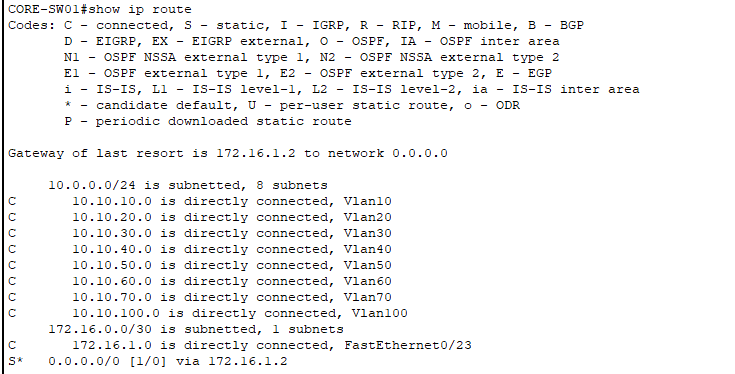 CORE-SW01#show ip route
Codes: C - connected, S - static, I - IGRP, R - RIP, M - mobile, B - BGP
       D - EIGRP, EX - EIGRP external, O - OSPF, IA - OSPF inter area
       N1 - OSPF NSSA external type 1, N2 - OSPF NSSA external type 2
       E1 - OSPF external type 1, E2 - OSPF external type 2, E - EGP
       i - IS-IS, L1 - IS-IS level-1, L2 - IS-IS level-2, ia - IS-IS inter area
       * - candidate default, U - per-user static route, o - ODR
       P - periodic downloaded static route

Gateway of last resort is 172.16.1.2 to network 0.0.0.0

     10.0.0.0/24 is subnetted, 8 subnets
C       10.10.10.0 is directly connected, Vlan10
C       10.10.20.0 is directly connected, Vlan20
C       10.10.30.0 is directly connected, Vlan30
C       10.10.40.0 is directly connected, Vlan40
C       10.10.50.0 is directly connected, Vlan50
C       10.10.60.0 is directly connected, Vlan60
C       10.10.70.0 is directly connected, Vlan70
C       10.10.100.0 is directly connected, Vlan100
     172.16.0.0/30 is subnetted, 1 subnets
C       172.16.1.0 is directly connected, FastEthernet0/23
S*   0.0.0.0/0 [1/0] via 172.16.1.2